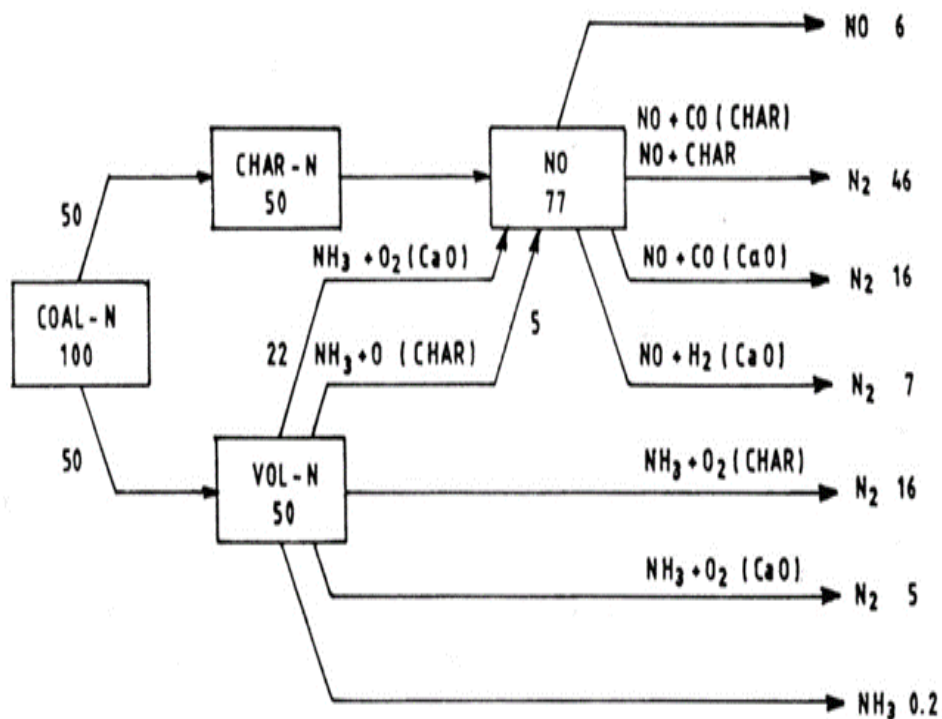 NO 6
NO + CO (CHAR)
NO + CHAR
N₂ 46
CHAR-N
50
NO
77
50
NH₃ + O₂ (CaO)
NO + CO (CaO)
N₂ 16
COAL-N
100
22
NH₃ + O (CHAR)
5
NO + H₂ (CaO)
N₂ 7
50
VOL-N
50
NH₃ + O₂ (CHAR)
N₂ 16
NH₃ + O₂ (CaO)
N₂ 5
NH₃ 0.2